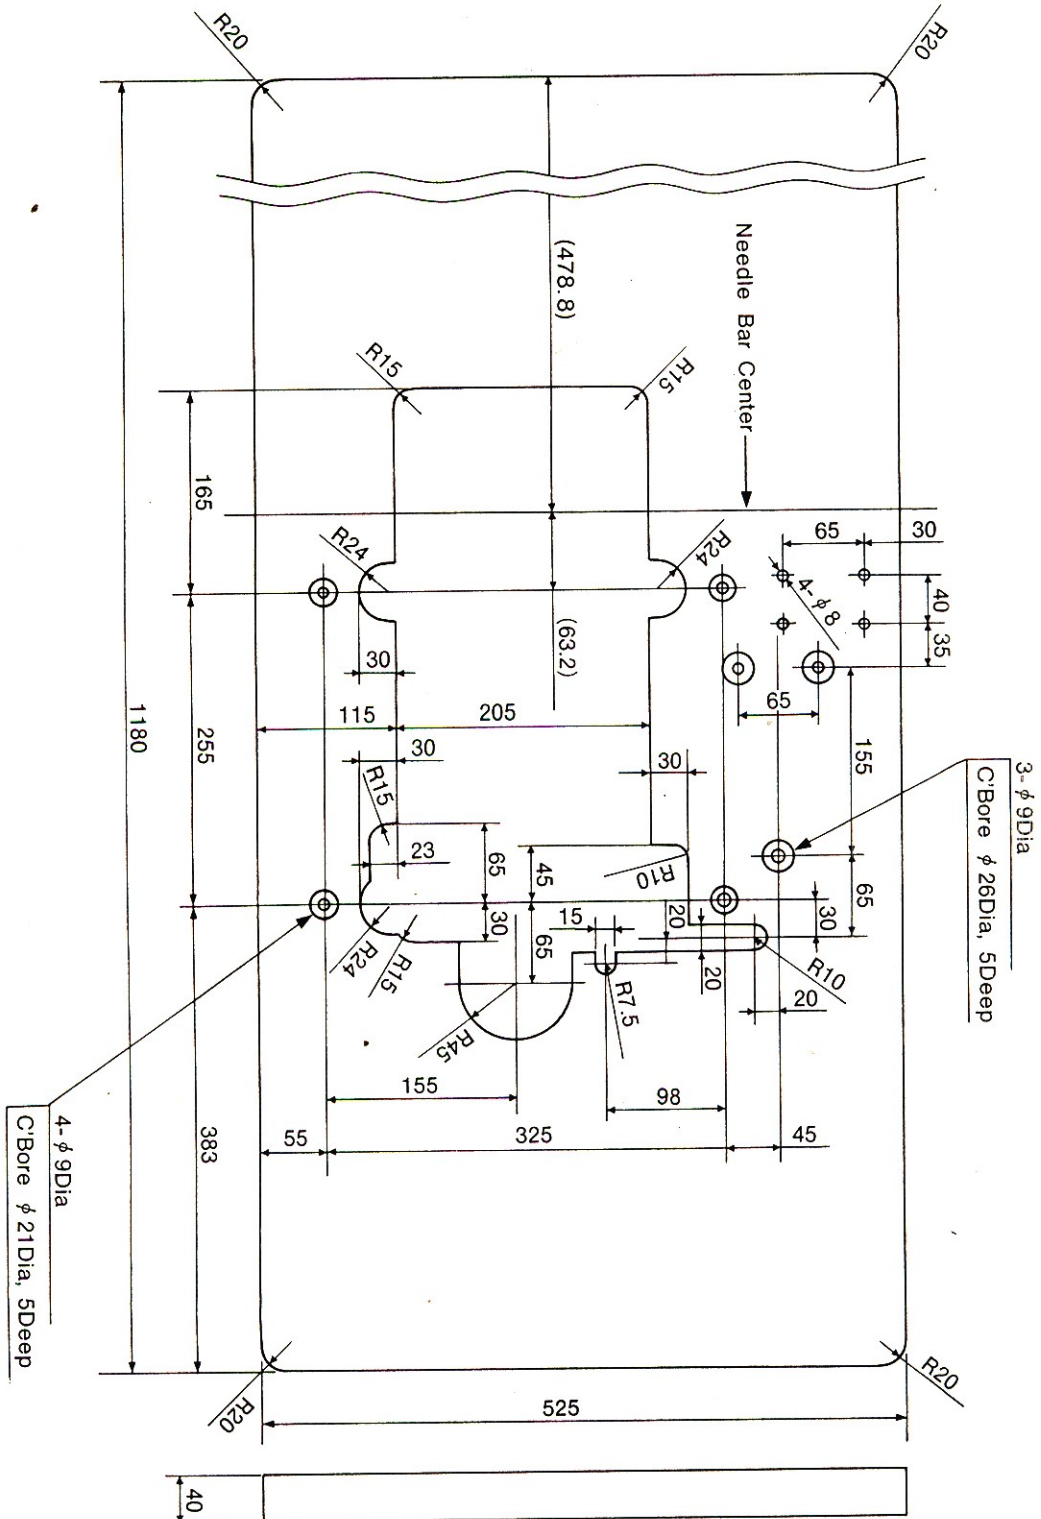 R20
R20
(478.8)
Needle Bar Center
R15
R15
165
R24
R24
65
30
40
4-φ8
35
(63.2)
30
65
1180
255
115
205
30
R15
30
155
3-φ9Dia
C'Bore φ26Dia, 5Deep
23
65
45
R10
20
15
30
65
30
65
R24
R15
R7.5
20
R10
20
R45
155
98
383
55
325
45
4-φ9Dia
C'Bore φ21Dia, 5Deep
R20
R20
525
40